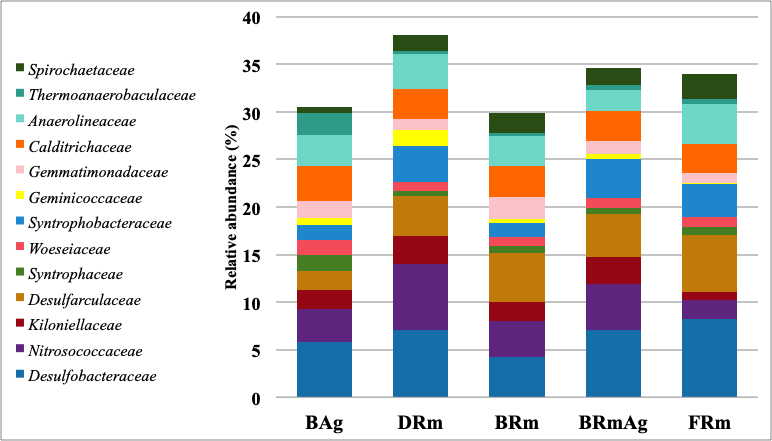 Spirochaetaceae
Thermoanaerobaculaceae
Anaerolineaceae
Calditrichaceae
Gemmatimonadaceae
Geminicoccaceae
Syntrophobacteraceae
Woeseiaceae
Syntrophaceae
Desulfarculaceae
Kiloniellaceae
Nitrosococcaceae
Desulfobacteraceae
Relative abundance (%)
40
35
30
25
20
15
10
5
0
BAg DRm BRm BRmAg FRm